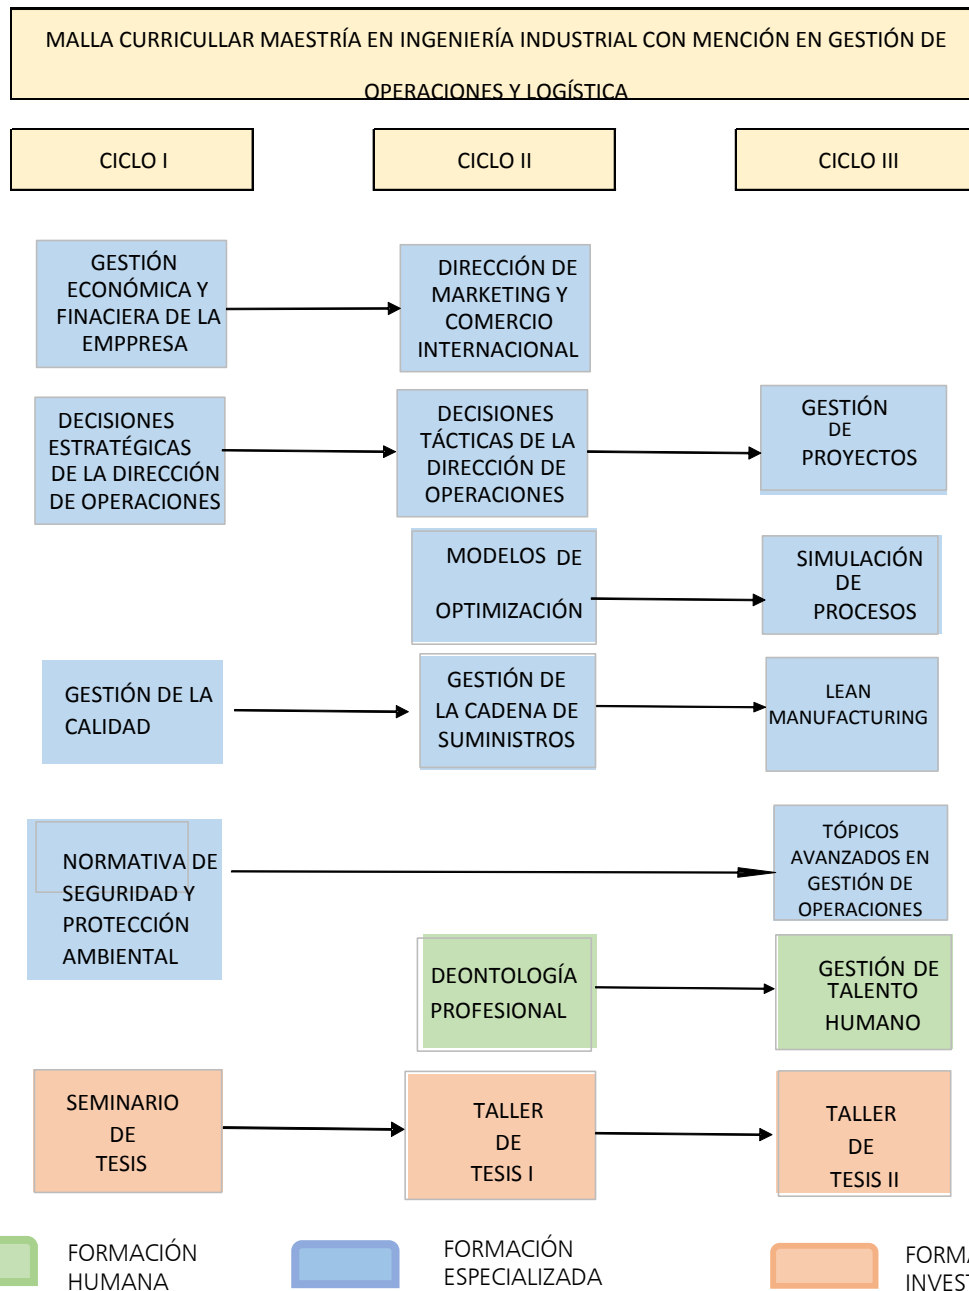 MALLA CURRICULLAR MAESTRÍA EN INGENIERÍA INDUSTRIAL CON MENCIÓN EN GESTIÓN DE
OPERACIONES Y LOGÍSTICA
CICLO I
CICLO II
CICLO III
GESTIÓN
ECONÓMICA Y
FINACIERA DE LA
EMPPRESA
DIRECCIÓN DE
MARKETING Y
COMERCIO
INTERNACIONAL
DECISIONES
ESTRATÉGICAS
DE LA DIRECCIÓN
DE OPERACIONES
DECISIONES
TÁCTICAS DE LA
DIRECCIÓN DE
OPERACIONES
GESTIÓN
DE
PROYECTOS
MODELOS DE
OPTIMIZACIÓN
SIMULACIÓN
DE
PROCESOS
GESTIÓN DE LA
CALIDAD
GESTIÓN DE
LA CADENA DE
SUMINISTROS
LEAN
MANUFACTURING
NORMATIVA DE
SEGURIDAD Y
PROTECCIÓN
AMBIENTAL
TÓPICOS
AVANZADOS EN
GESTIÓN DE
OPERACIONES
DEONTOLOGÍA
PROFESIONAL
GESTIÓN DE
TALENTO
HUMANO
SEMINARIO
DE
TESIS
TALLER
DE
TESIS I
TALLER
DE
TESIS II
FORMACIÓN
HUMANA
FORMACIÓN
ESPECIALIZADA